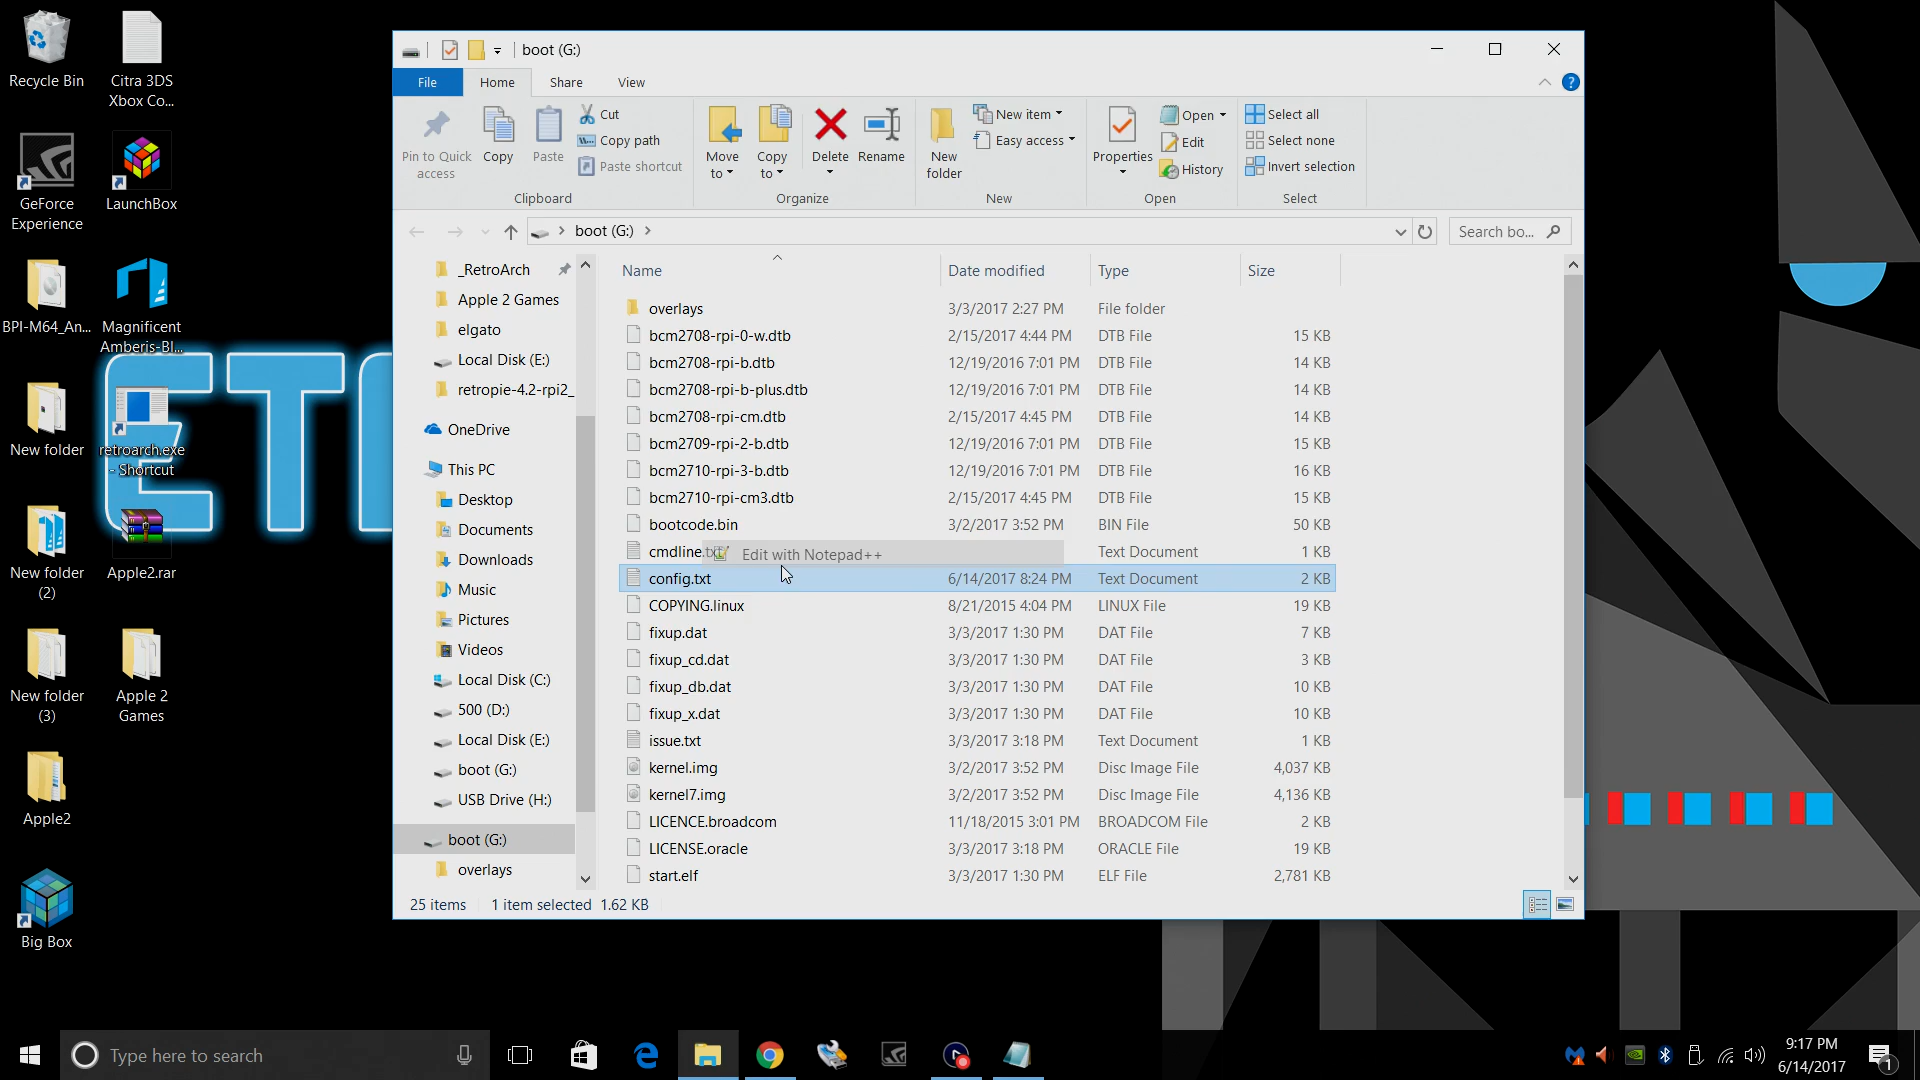 Recycle Bin
Citra 3DS
Xbox Co...
GeForce
Experience
LaunchBox
BPI-M64_An...
Magnificent
Amberis-Bl...
New folder
retroarch.exe
- Shortcut
New folder
(2)
Apple2.rar
New folder
(3)
Apple 2
Games
Apple2
Big Box
ET
boot (G:)
File
Home
Share
View
Pin to Quick
access
Copy
Paste
Cut
Copy path
Paste shortcut
Clipboard
Move
to
Copy
to
Delete
Rename
Organize
New
folder
New item
Easy access
New
Properties
Open
Edit
History
Open
Select all
Select none
Invert selection
Select
boot (G:)
Search bo...
_RetroArch
Apple 2 Games
elgato
Local Disk (E:)
retropie-4.2-rpi2_
OneDrive
This PC
Desktop
Documents
Downloads
Music
Pictures
Videos
Local Disk (C:)
500 (D:)
Local Disk (E:)
boot (G:)
USB Drive (H:)
boot (G:)
overlays
Name Date modified Type Size
overlays 3/3/2017 2:27 PM File folder
bcm2708-rpi-0-w.dtb 2/15/2017 4:44 PM DTB File 15 KB
bcm2708-rpi-b.dtb 12/19/2016 7:01 PM DTB File 14 KB
bcm2708-rpi-b-plus.dtb 12/19/2016 7:01 PM DTB File 14 KB
bcm2708-rpi-cm.dtb 2/15/2017 4:45 PM DTB File 14 KB
bcm2709-rpi-2-b.dtb 12/19/2016 7:01 PM DTB File 15 KB
bcm2710-rpi-3-b.dtb 12/19/2016 7:01 PM DTB File 16 KB
bcm2710-rpi-cm3.dtb 2/15/2017 4:45 PM DTB File 15 KB
bootcode.bin 3/2/2017 3:52 PM BIN File 50 KB
cmdline.txt Edit with Notepad++ Text Document 1 KB
config.txt 6/14/2017 8:24 PM Text Document 2 KB
COPYING.linux 8/21/2015 4:04 PM LINUX File 19 KB
fixup.dat 3/3/2017 1:30 PM DAT File 7 KB
fixup_cd.dat 3/3/2017 1:30 PM DAT File 3 KB
fixup_db.dat 3/3/2017 1:30 PM DAT File 10 KB
fixup_x.dat 3/3/2017 1:30 PM DAT File 10 KB
issue.txt 3/3/2017 3:18 PM Text Document 1 KB
kernel.img 3/2/2017 3:52 PM Disc Image File 4,037 KB
kernel7.img 3/2/2017 3:52 PM Disc Image File 4,136 KB
LICENCE.broadcom 11/18/2015 3:01 PM BROADCOM File 2 KB
LICENSE.oracle 3/3/2017 3:18 PM ORACLE File 19 KB
start.elf 3/3/2017 1:30 PM ELF File 2,781 KB
25 items 1 item selected 1.62 KB
Type here to search
9:17 PM
6/14/2017
1